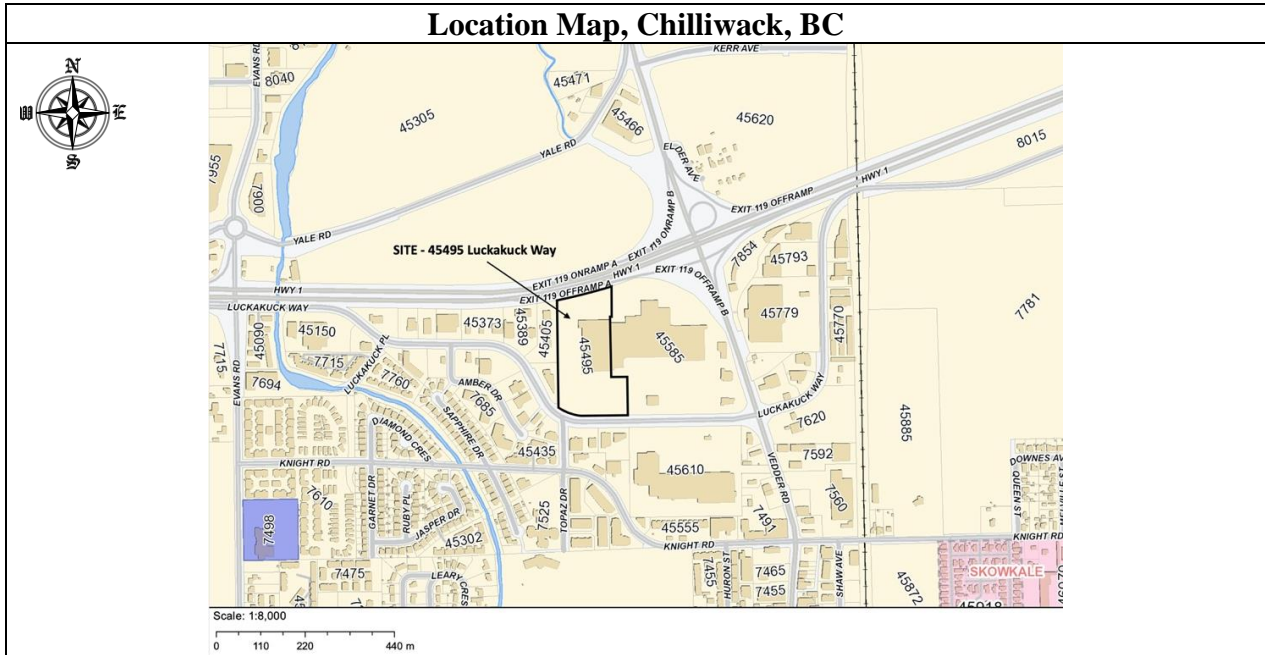 Location Map, Chilliwack, BC
N
W
E
S
KERR AVE
EVANS RD
8040
45471
45305
45466
45620
8015
YALE RD
ELDER AVE
7955
7900
HWY 1
EXIT 119 OFFRAMP
EXIT 119 ONRAMP B
YALE RD
SITE - 45495 Luckakuck Way
7854
45793
EXIT 119 ONRAMP A
HWY 1
EXIT 119 OFFRAMP B
HWY 1
EXIT 119 OFFRAMP A
7781
LUCKAKUCK WAY
45150
45373
45389
45405
45495
45585
45779
45770
45090
7715
7715
LUCKAKUCK PL
7760
7694
EVANS RD
AMBER DR
7685
SAPPHIRE DR
LUCKAKUCK WAY
7620
45885
DIAMOND CRES
45435
7592
DOWNES AV
KNIGHT RD
45610
QUEEN ST
7610
GARNET DR
RUBY PL
VEDDER RD
7560
7498
JASPER DR
7525
TOPAZ DR
45555
7491
45302
KNIGHT RD
KNIGHT RD
7475
LEARY CRES
7455
HURON ST
7465
7455
SHAW AVE
45872
SKOWKALE
Scale: 1:8,000
0 110 220 440 m